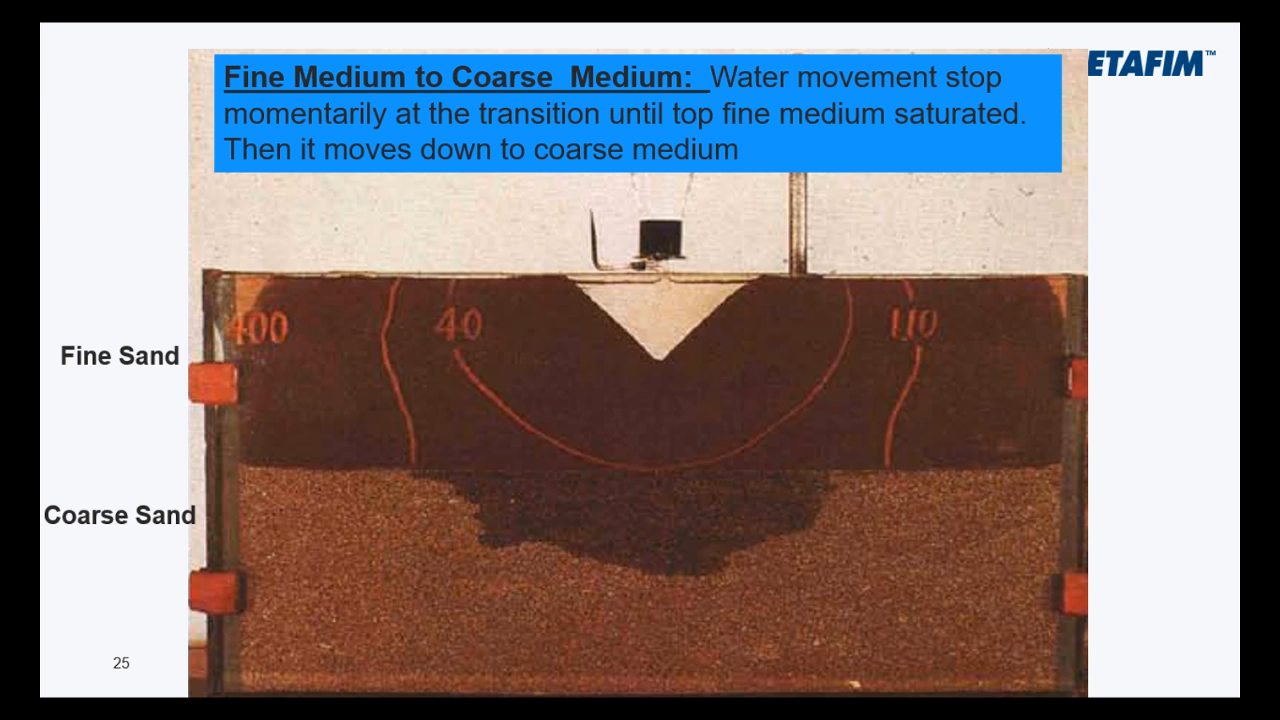 Fine Medium to Coarse  Medium:  Water movement stop
momentarily at the transition until top fine medium saturated.
Then it moves down to coarse medium
ETAFIM™
400
40
110
Fine Sand
Coarse Sand
25